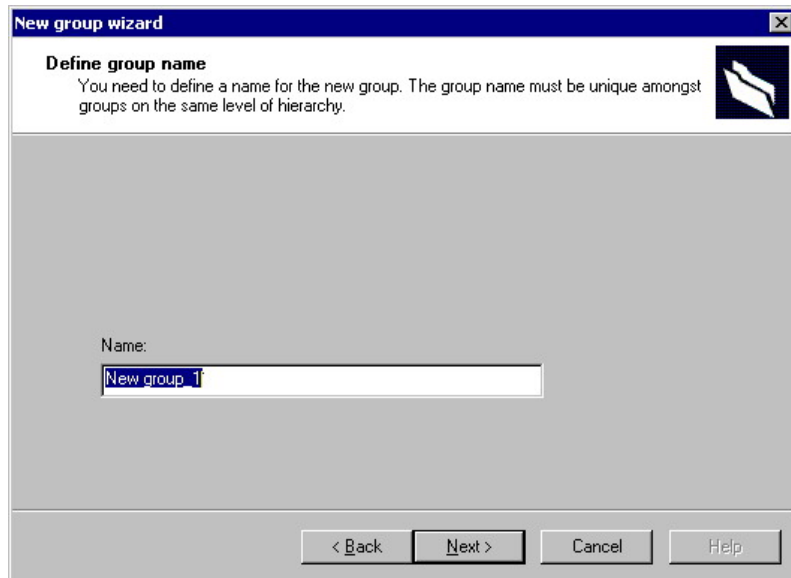 New group wizard
Define group name
You need to define a name for the new group. The group name must be unique amongst
groups on the same level of hierarchy.
Name:
New group_1
< Back
Next >
Cancel
Help